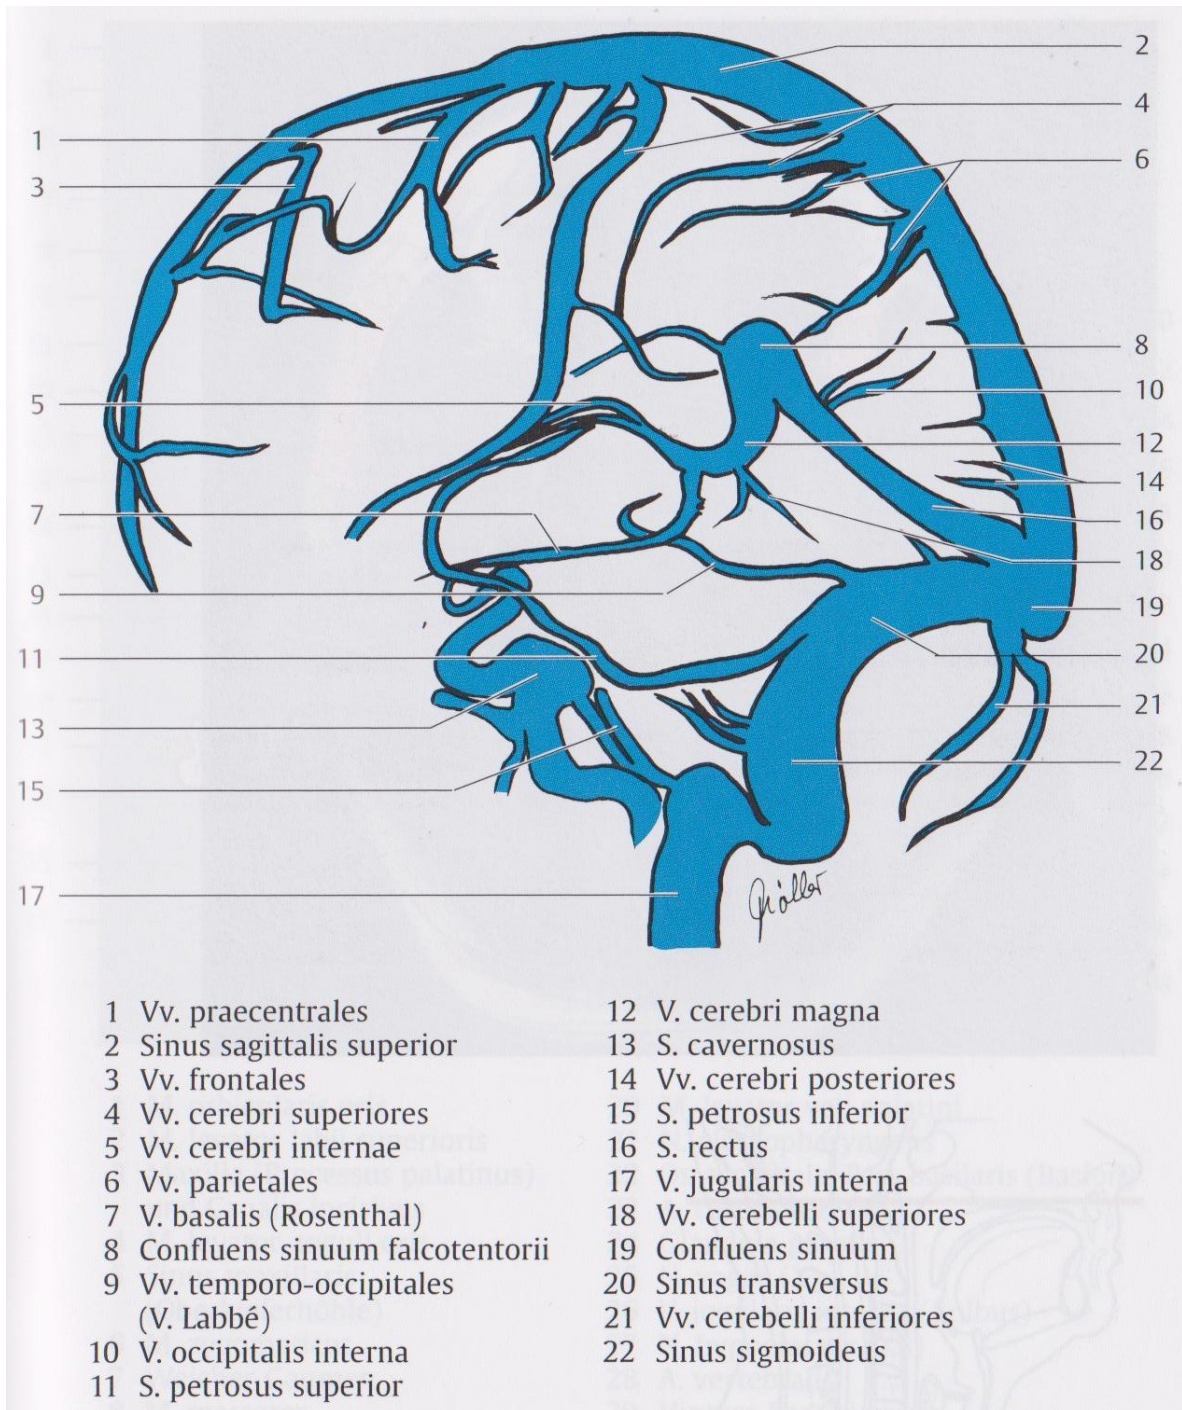 2
4
1
6
3
8
10
5
12
14
7
16
18
9
19
11
20
21
13
22
15
17
1 Vv. praecentrales
2 Sinus sagittalis superior
3 Vv. frontales
4 Vv. cerebri superiores
5 Vv. cerebri internae
6 Vv. parietales
7 V. basalis (Rosenthal)
8 Confluens sinuum falcotentorii
9 Vv. temporo-occipitales
(V. Labbé)
10 V. occipitalis interna
11 S. petrosus superior
12 V. cerebri magna
13 S. cavernosus
14 Vv. cerebri posteriores
15 S. petrosus inferior
16 S. rectus
17 V. jugularis interna
18 Vv. cerebelli superiores
19 Confluens sinuum
20 Sinus transversus
21 Vv. cerebelli inferiores
22 Sinus sigmoideus